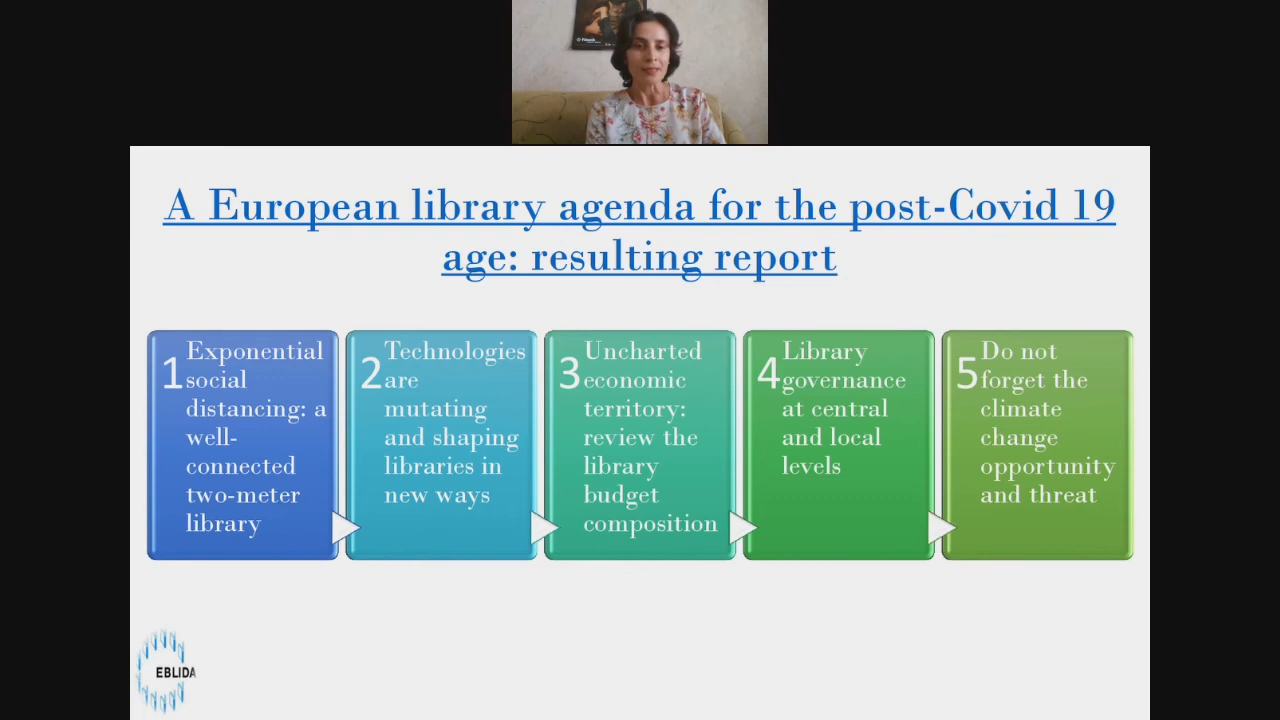 A European library agenda for the post-Covid 19
age: resulting report
1
Exponential
social
distancing: a
well-
connected
two-meter
library
2
Technologies
are
mutating
and shaping
libraries in
new ways
3
Uncharted
economic
territory:
review the
library
budget
composition
4
Library
governance
at central
and local
levels
5
Do not
forget the
climate
change
opportunity
and threat
EBLIDA